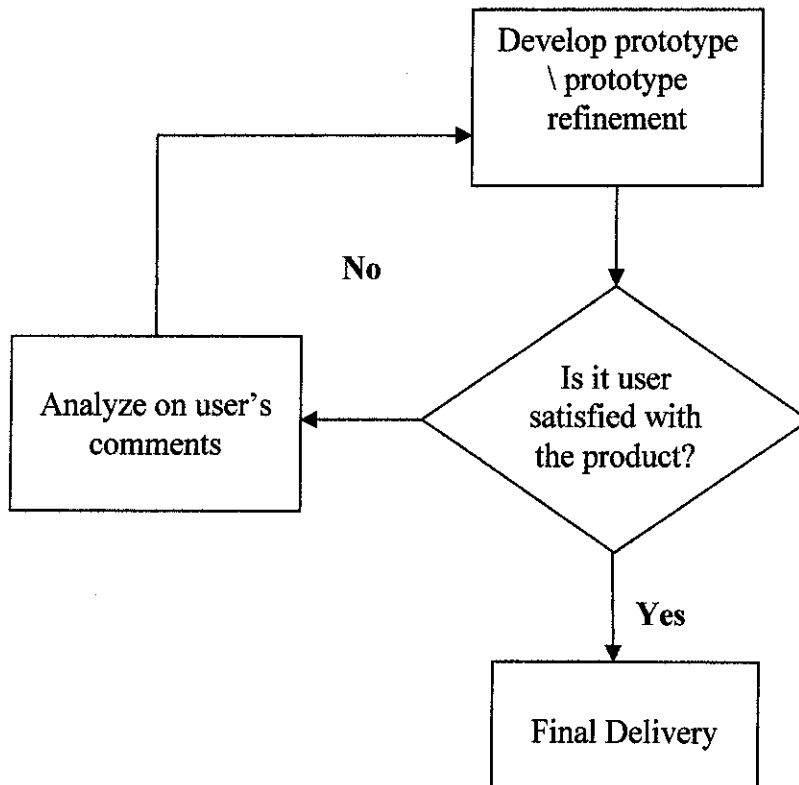 Develop prototype
\ prototype
refinement
No
Is it user
satisfied with
the product?
Analyze on user's
comments
Yes
Final Delivery